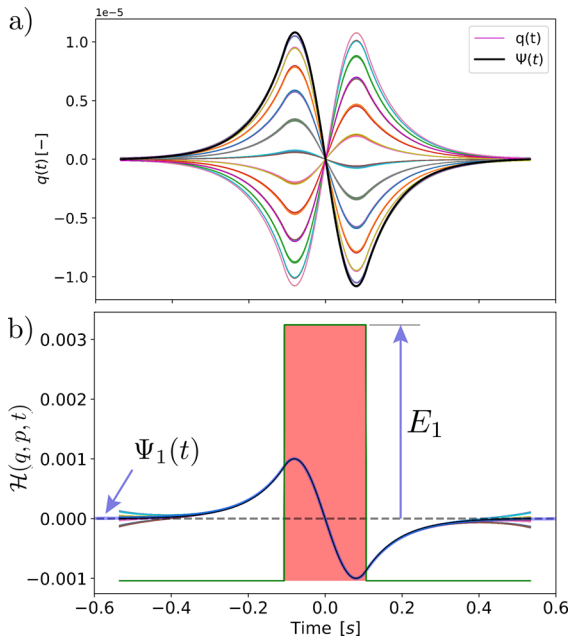 a)
1e−5
q(t)
Ψ(t)
1.0
0.5
0.0
−0.5
−1.0
q(t) [−]
b)
0.003
0.002
0.001
0.000
−0.001
ℋ(q, p, t)
Ψ₁(t)
E₁
−0.6 −0.4 −0.2 0.0 0.2 0.4 0.6
Time [s]